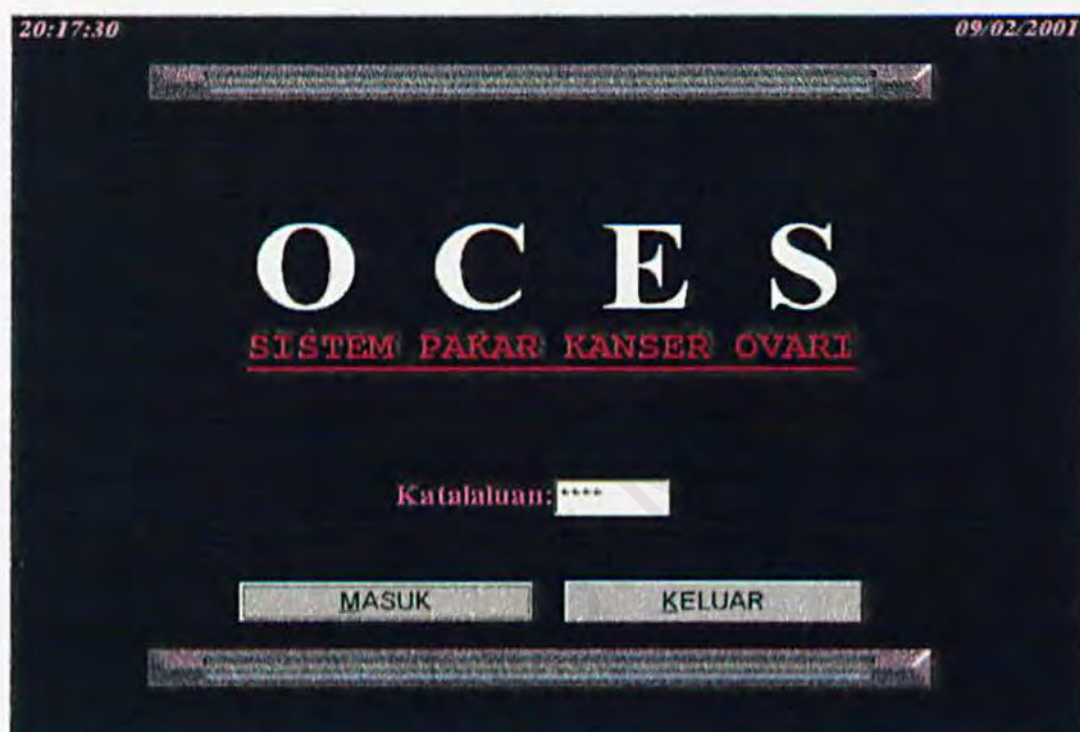 20:17:30 09/02/2001
O C E S
SISTEM PAKAR KANSER OVARI
Katalaluan: ****
MASUK KELUAR